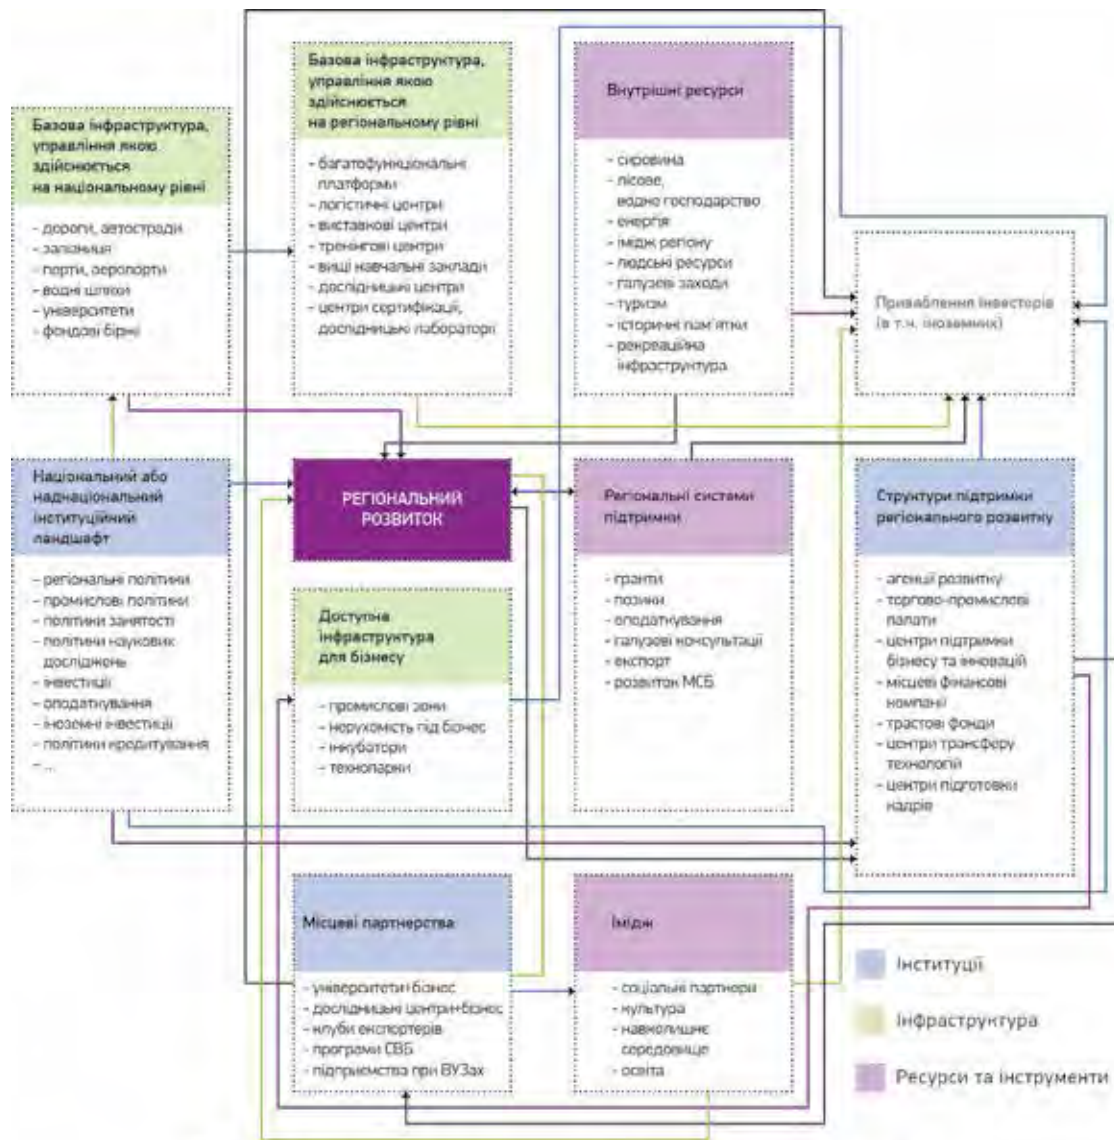 Базова інфраструктура,
управління якою
здійснюється
на національному рівні
- дороги, автостради
- залізниця
- порти, аеропорти
- водні шляхи
- університети
- фондові біржі
Базова інфраструктура,
управління якою
здійснюється
на регіональному рівні
- багатофункціональні
платформи
- логістичні центри
- виставкові центри
- тренінгові центри
- вищі навчальні заклади
- дослідницькі центри
- центри сертифікації,
дослідницькі лабораторії
Внутрішні ресурси
- сировина
- лісове,
водне господарство
- енергія
- імідж регіону
- людські ресурси
- галузеві заходи
- туризм
- історичні пам'ятки
- рекреаційна
інфраструктура
Приваблення інвесторів
(в т.ч. іноземних)
Національний або
наднаціональний
інституційний
ландшафт
- регіональні політики
- промислові політики
- політики занятості
- політики наукових
досліджень
- інвестиції
- оподаткування
- іноземні інвестиції
- політики кредитування
- ...
РЕГІОНАЛЬНИЙ
РОЗВИТОК
Доступна
інфраструктура
для бізнесу
- промислові зони
- нерухомість під бізнес
- інкубатори
- технопарки
Регіональні системи
підтримки
- гранти
- позики
- оподаткування
- галузеві консультації
- експорт
- розвиток МСБ
Структури підтримки
регіонального розвитку
- агенції розвитку
- торгово-промислові
палати
- центри підтримки
бізнесу та інновацій
- місцеві фінансові
компанії
- трастові фонди
- центри трансферу
технологій
- центри підготовки
кадрів
Місцеві партнерства
- університети+бізнес
- дослідницькі центри+бізнес
- клуби експортерів
- програми СВБ
- підприємства при ВУЗах
Імідж
- соціальні партнери
- культура
- навколишнє
середовище
- освіта
Інституції
Інфраструктура
Ресурси та інструменти